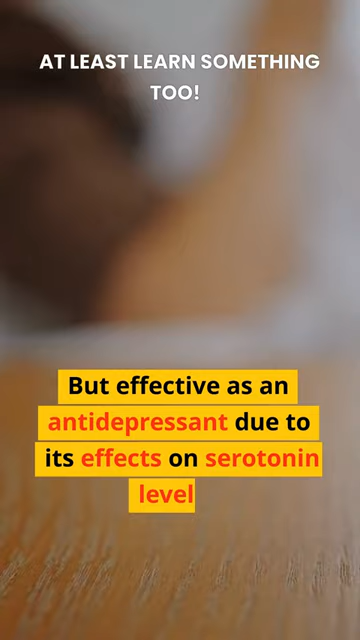 AT LEAST LEARN SOMETHING
TOO!
But effective as an
antidepressant due to
its effects on serotonin
level